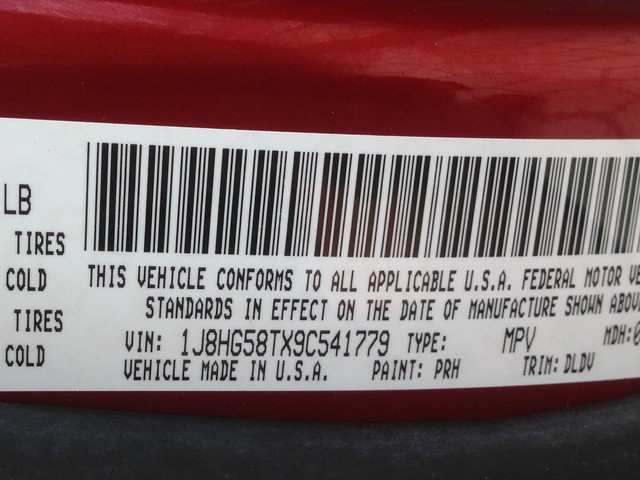 LB
TIRES
COLD
TIRES
COLD
THIS VEHICLE CONFORMS TO ALL APPLICABLE U.S.A. FEDERAL MOTOR
STANDARDS IN EFFECT ON THE DATE OF MANUFACTURE SHOWN
VIN: 1J8HG58TX9C541779 TYPE: MPV MDH:
VEHICLE MADE IN U.S.A. PAINT: PRH TRIM: DLDV